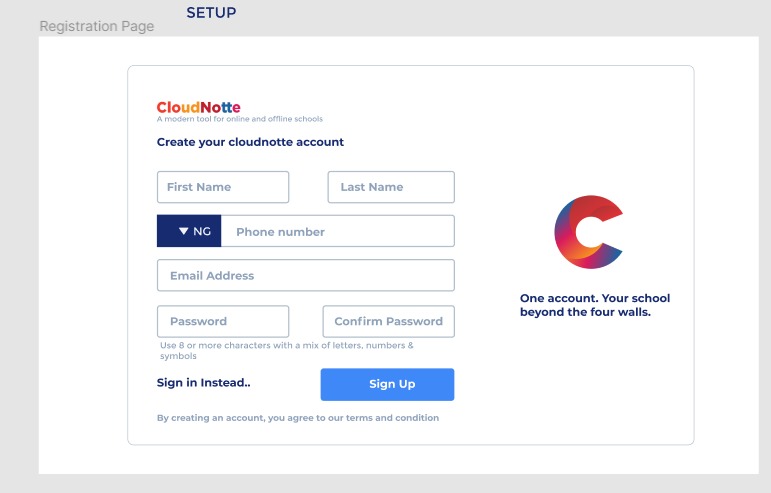 SETUP
Registration Page
CloudNotte
A modern tool for online and offline schools
Create your cloudnotte account
First Name
Last Name
NG
Phone number
Email Address
Password
Confirm Password
Use 8 or more characters with a mix of letters, numbers &
symbols
Sign in Instead..
Sign Up
By creating an account, you agree to our terms and condition
One account. Your school
beyond the four walls.